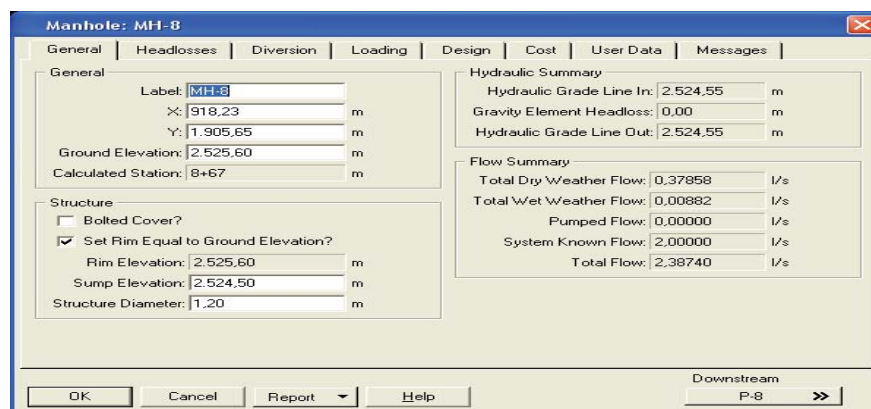 Manhole: MH-8
General Headlosses Diversion Loading Design Cost User Data Messages
General
Label: MH-8
X: 918,23 m
Y: 1.905,65 m
Ground Elevation: 2.525,60 m
Calculated Station: 8+67 m
Structure
Bolted Cover?
Set Rim Equal to Ground Elevation?
Rim Elevation: 2.525,60 m
Sump Elevation: 2.524,50 m
Structure Diameter: 1,20 m
Hydraulic Summary
Hydraulic Grade Line In: 2.524,55 m
Gravity Element Headloss: 0,00 m
Hydraulic Grade Line Out: 2.524,55 m
Flow Summary
Total Dry Weather Flow: 0,37858 l/s
Total Wet Weather Flow: 0,00882 l/s
Pumped Flow: 0,00000 l/s
System Known Flow: 2,00000 l/s
Total Flow: 2,38740 l/s
OK Cancel Report Help
Downstream
P-8 >>